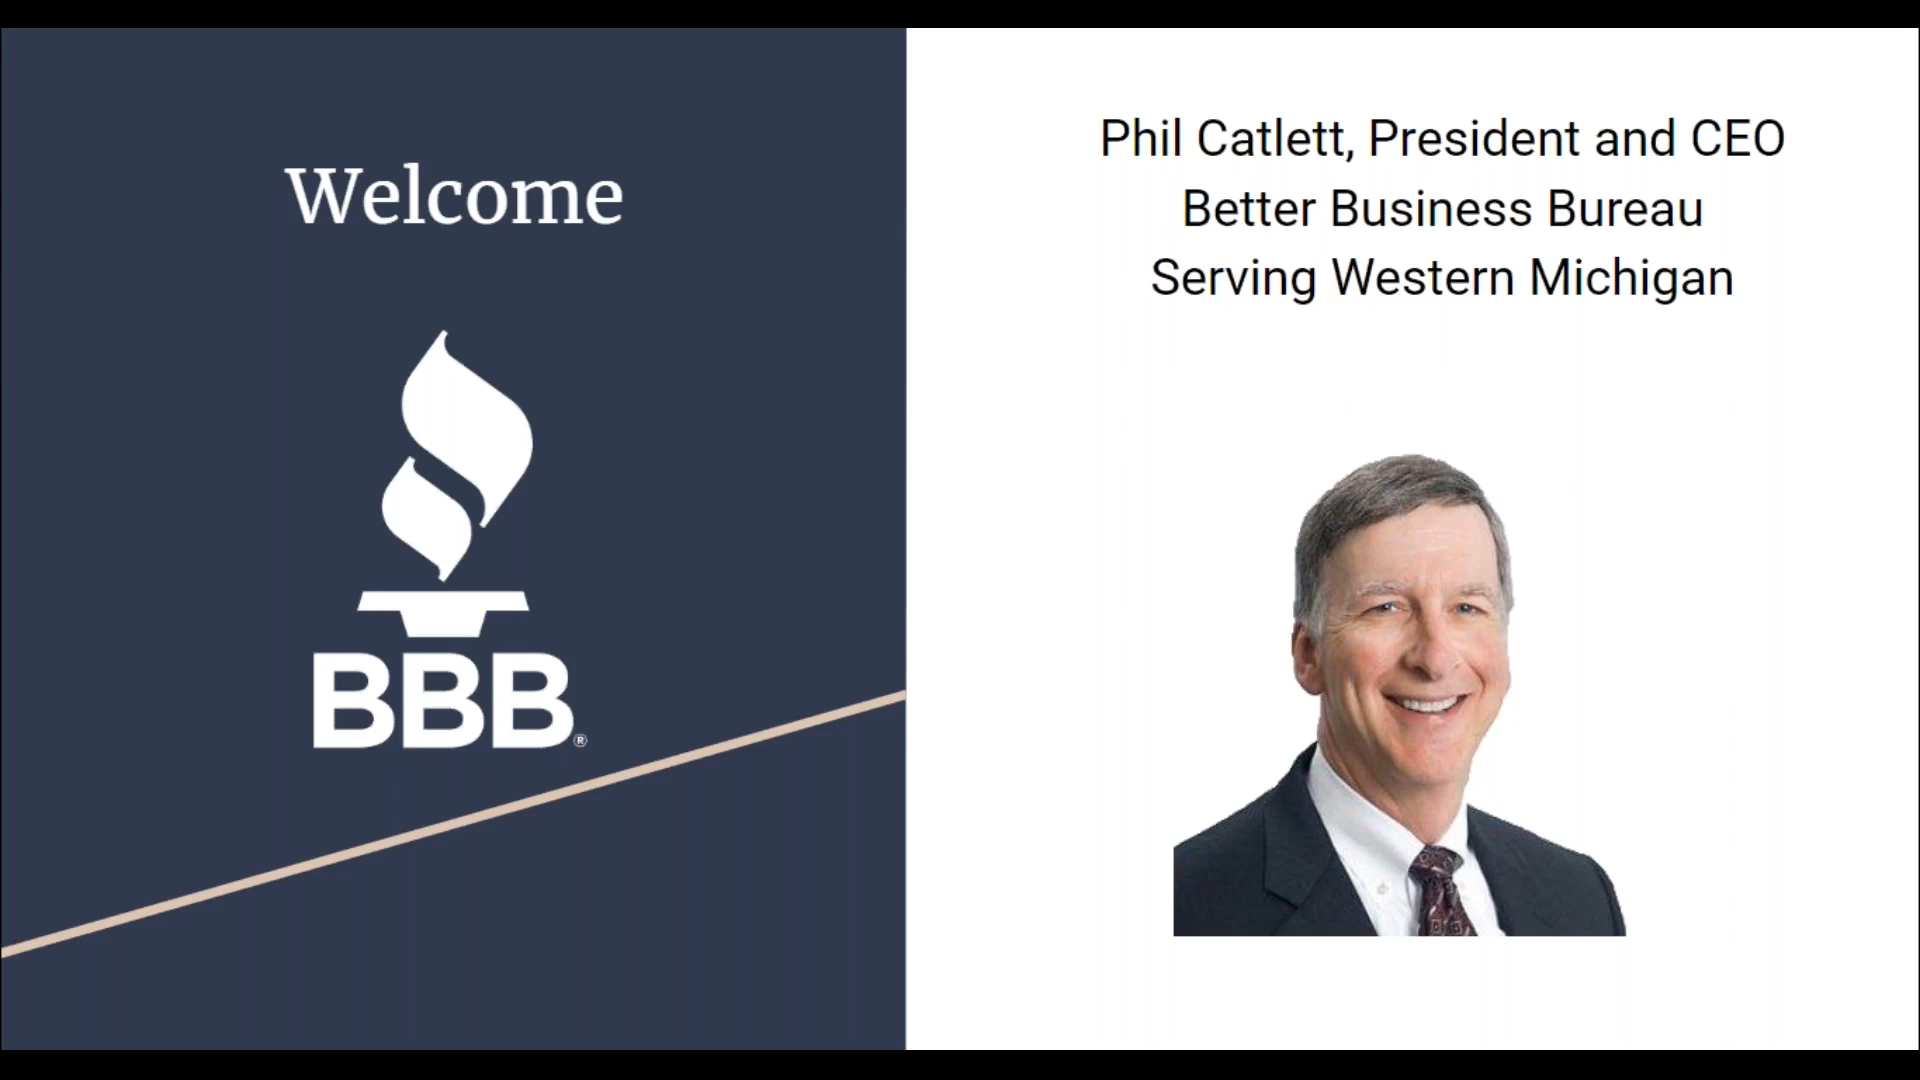 Welcome
BBB®
Phil Catlett, President and CEO
Better Business Bureau
Serving Western Michigan